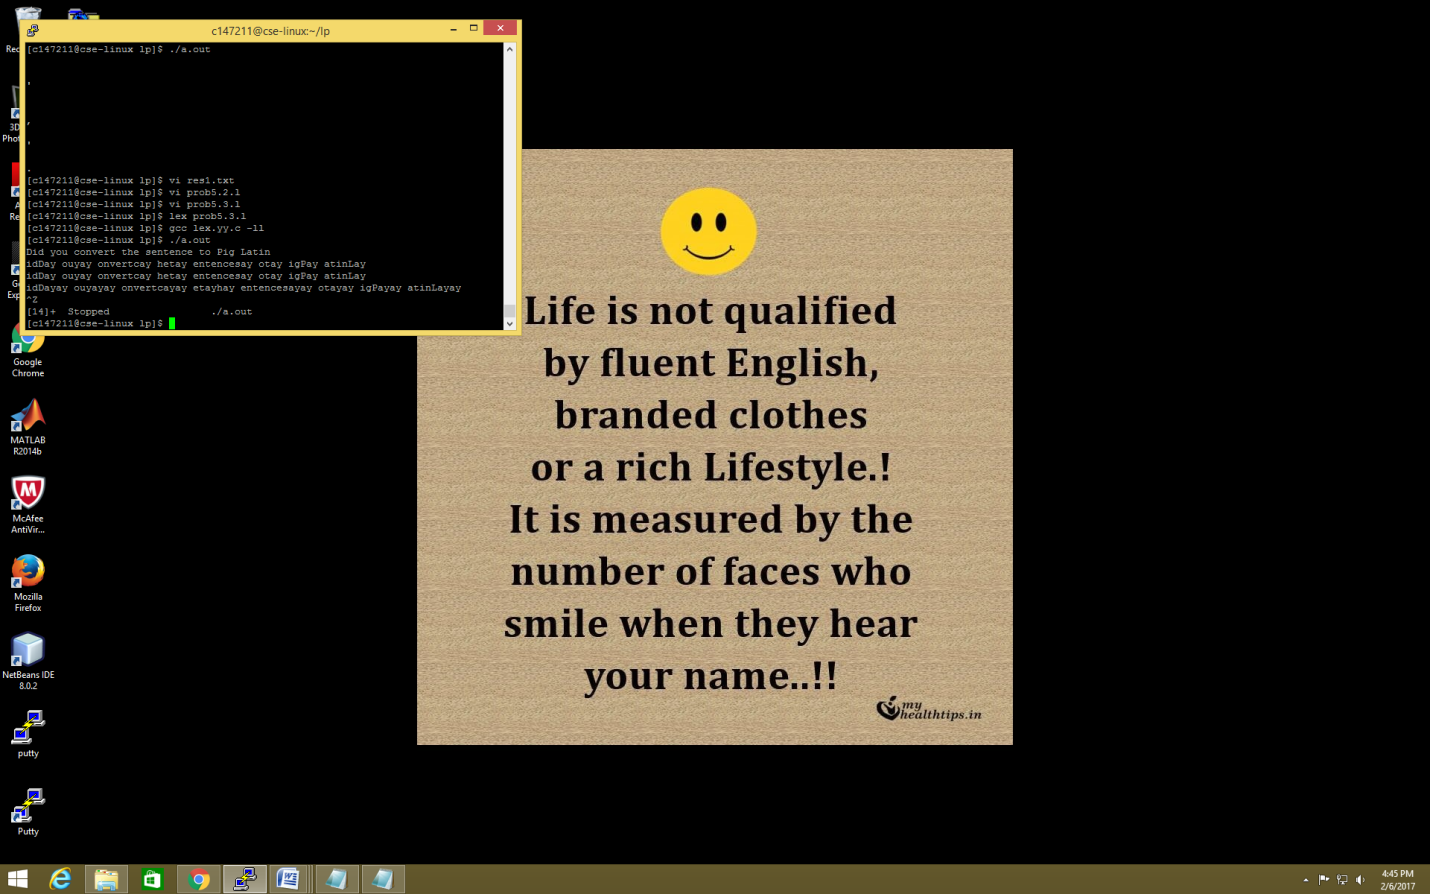 c147211@cse-linux:~/lp
[c147211@cse-linux lp]$ ./a.out
'
,
'
.
[c147211@cse-linux lp]$ vi res1.txt
[c147211@cse-linux lp]$ vi prob5.2.l
[c147211@cse-linux lp]$ vi prob5.3.l
[c147211@cse-linux lp]$ lex prob5.3.l
[c147211@cse-linux lp]$ gcc lex.yy.c -ll
[c147211@cse-linux lp]$ ./a.out
Did you convert the sentence to Pig Latin
idDay ouyay onvertcay hetay entencesay otay igPay atinLay
idDay ouyay onvertcay hetay entencesay otay igPay atinLay
idDayay ouyayay onvertcayay etayhay entencesayay otayay igPayay atinLayay
^Z
[14]+  Stopped                 ./a.out
[c147211@cse-linux lp]$
Google
Chrome
MATLAB
R2014b
McAfee
AntiVir...
Mozilla
Firefox
NetBeans IDE
8.0.2
putty
Putty
Life is not qualified
by fluent English,
branded clothes
or a rich Lifestyle.!
It is measured by the
number of faces who
smile when they hear
your name..!!
my
healthtips.in
4:45 PM
2/6/2017